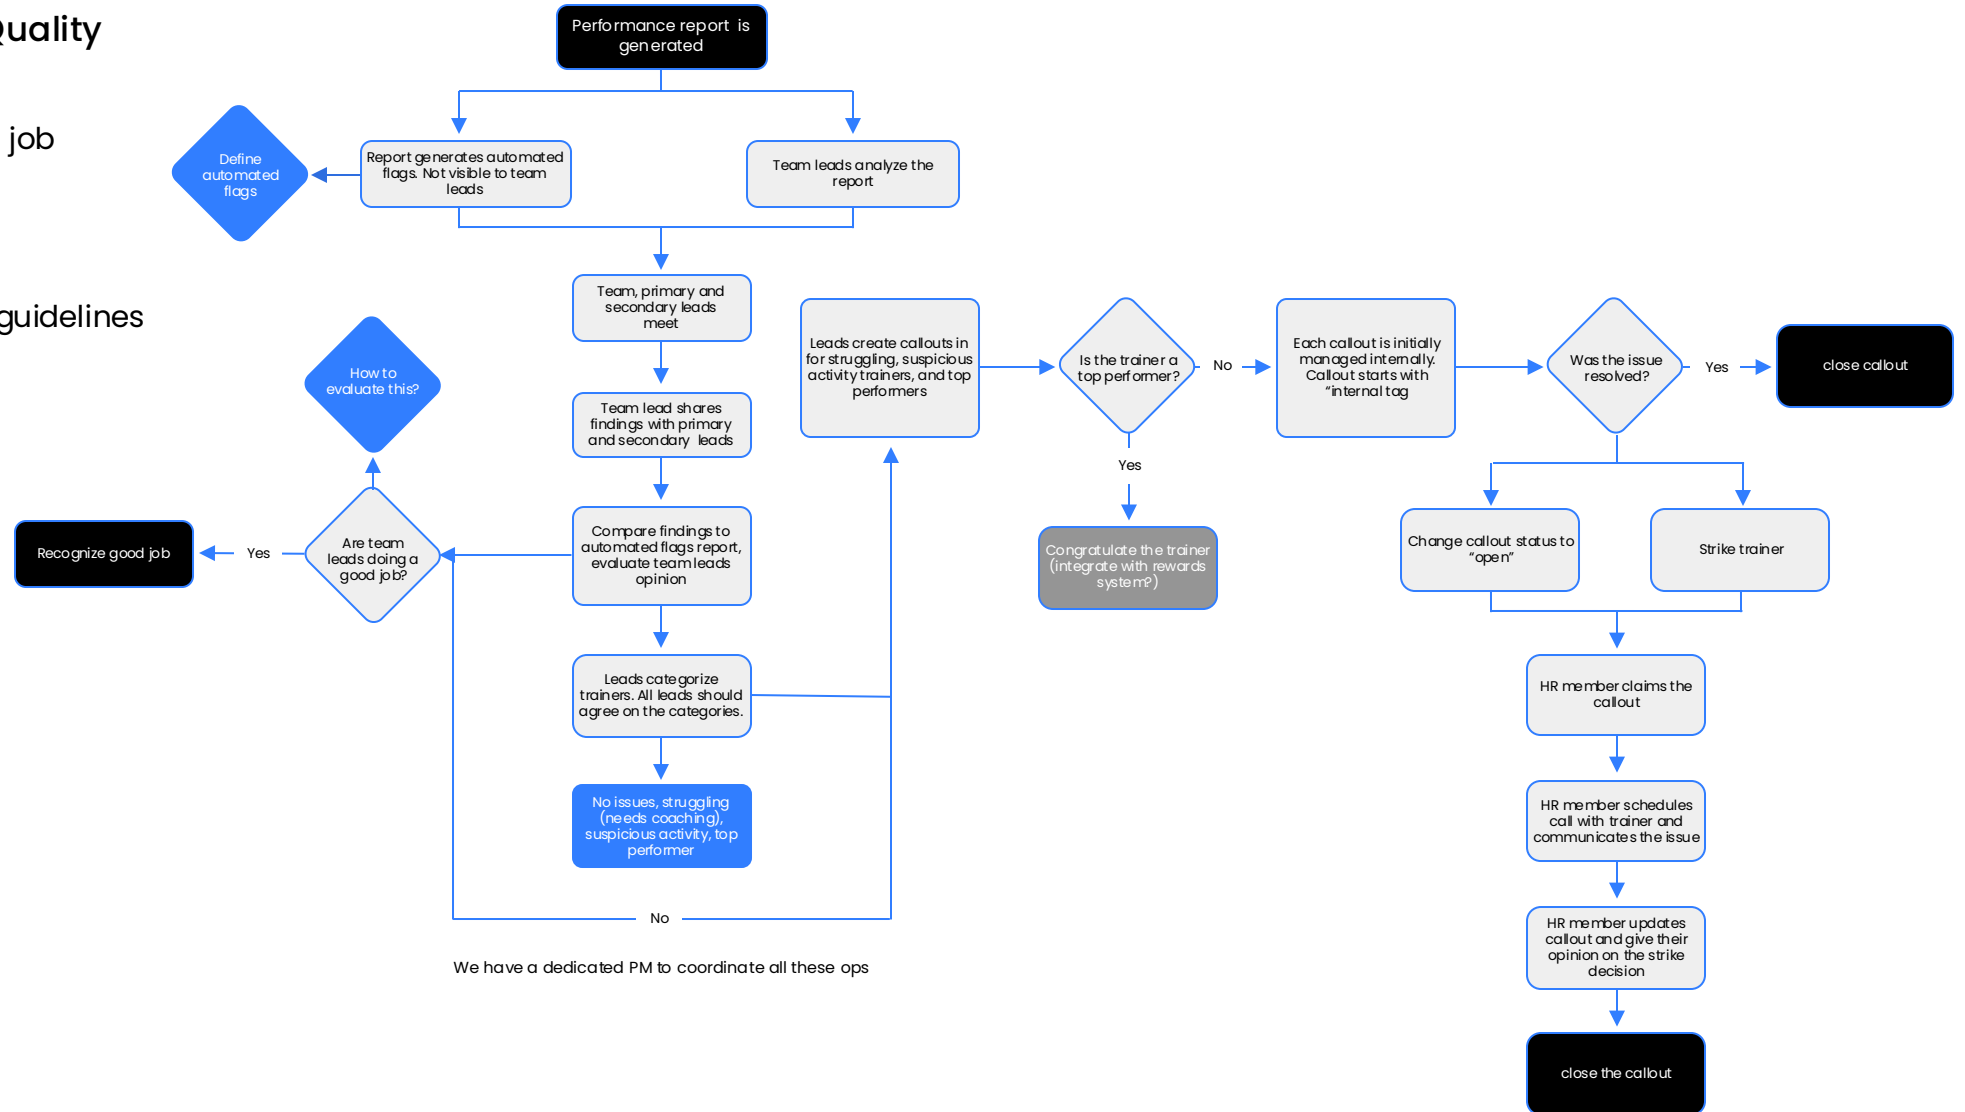 Quality
job
guidelines
Performance report is
generated
Define
automated
flags
Report generates automated
flags. Not visible to team
leads
Team leads analyze the
report
Team, primary and
secondary leads
meet
Team lead shares
findings with primary
and secondary leads
How to
evaluate this?
Recognize good job
Yes
Are team
leads doing a
good job?
Compare findings to
automated flags report,
evaluate team leads
opinion
Leads categorize
trainers. All leads should
agree on the categories.
No issues, struggling
(needs coaching),
suspicious activity, top
performer
No
We have a dedicated PM to coordinate all these ops
Leads create callouts in
for struggling, suspicious
activity trainers, and top
performers
Is the trainer a
top performer?
No
Yes
Congratulate the trainer
(integrate with rewards
system?)
Each callout is initially
managed internally.
Callout starts with
“internal tag
Was the issue
resolved?
Yes
close callout
Change callout status to
“open”
Strike trainer
HR member claims the
callout
HR member schedules
call with trainer and
communicates the issue
HR member updates
callout and give their
opinion on the strike
decision
close the callout